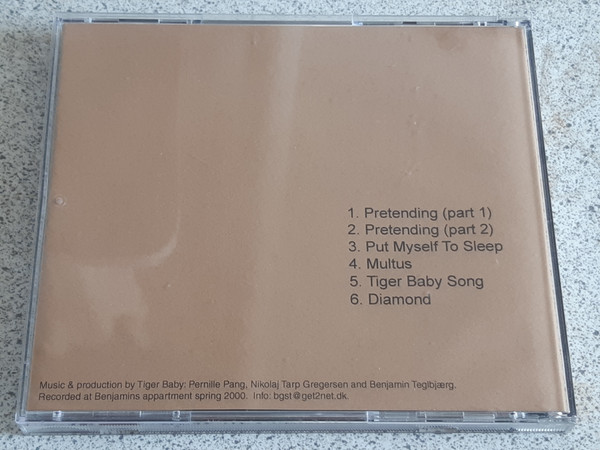 1. Pretending (part 1)
2. Pretending (part 2)
3. Put Myself To Sleep
4. Multus
5. Tiger Baby Song
6. Diamond
Music & production by Tiger Baby: Pernille Pang, Nikolaj Tarp Gregersen and Benjamin Teglbjærg.
Recorded at Benjamins appartment spring 2000. Info: bgst@get2net.dk.